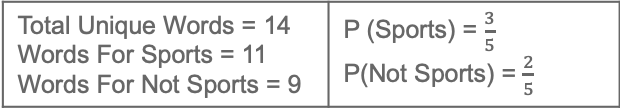 Total Unique Words = 14
Words For Sports = 11
Words For Not Sports = 9
P (Sports) = 3/5
P(Not Sports) = 2/5